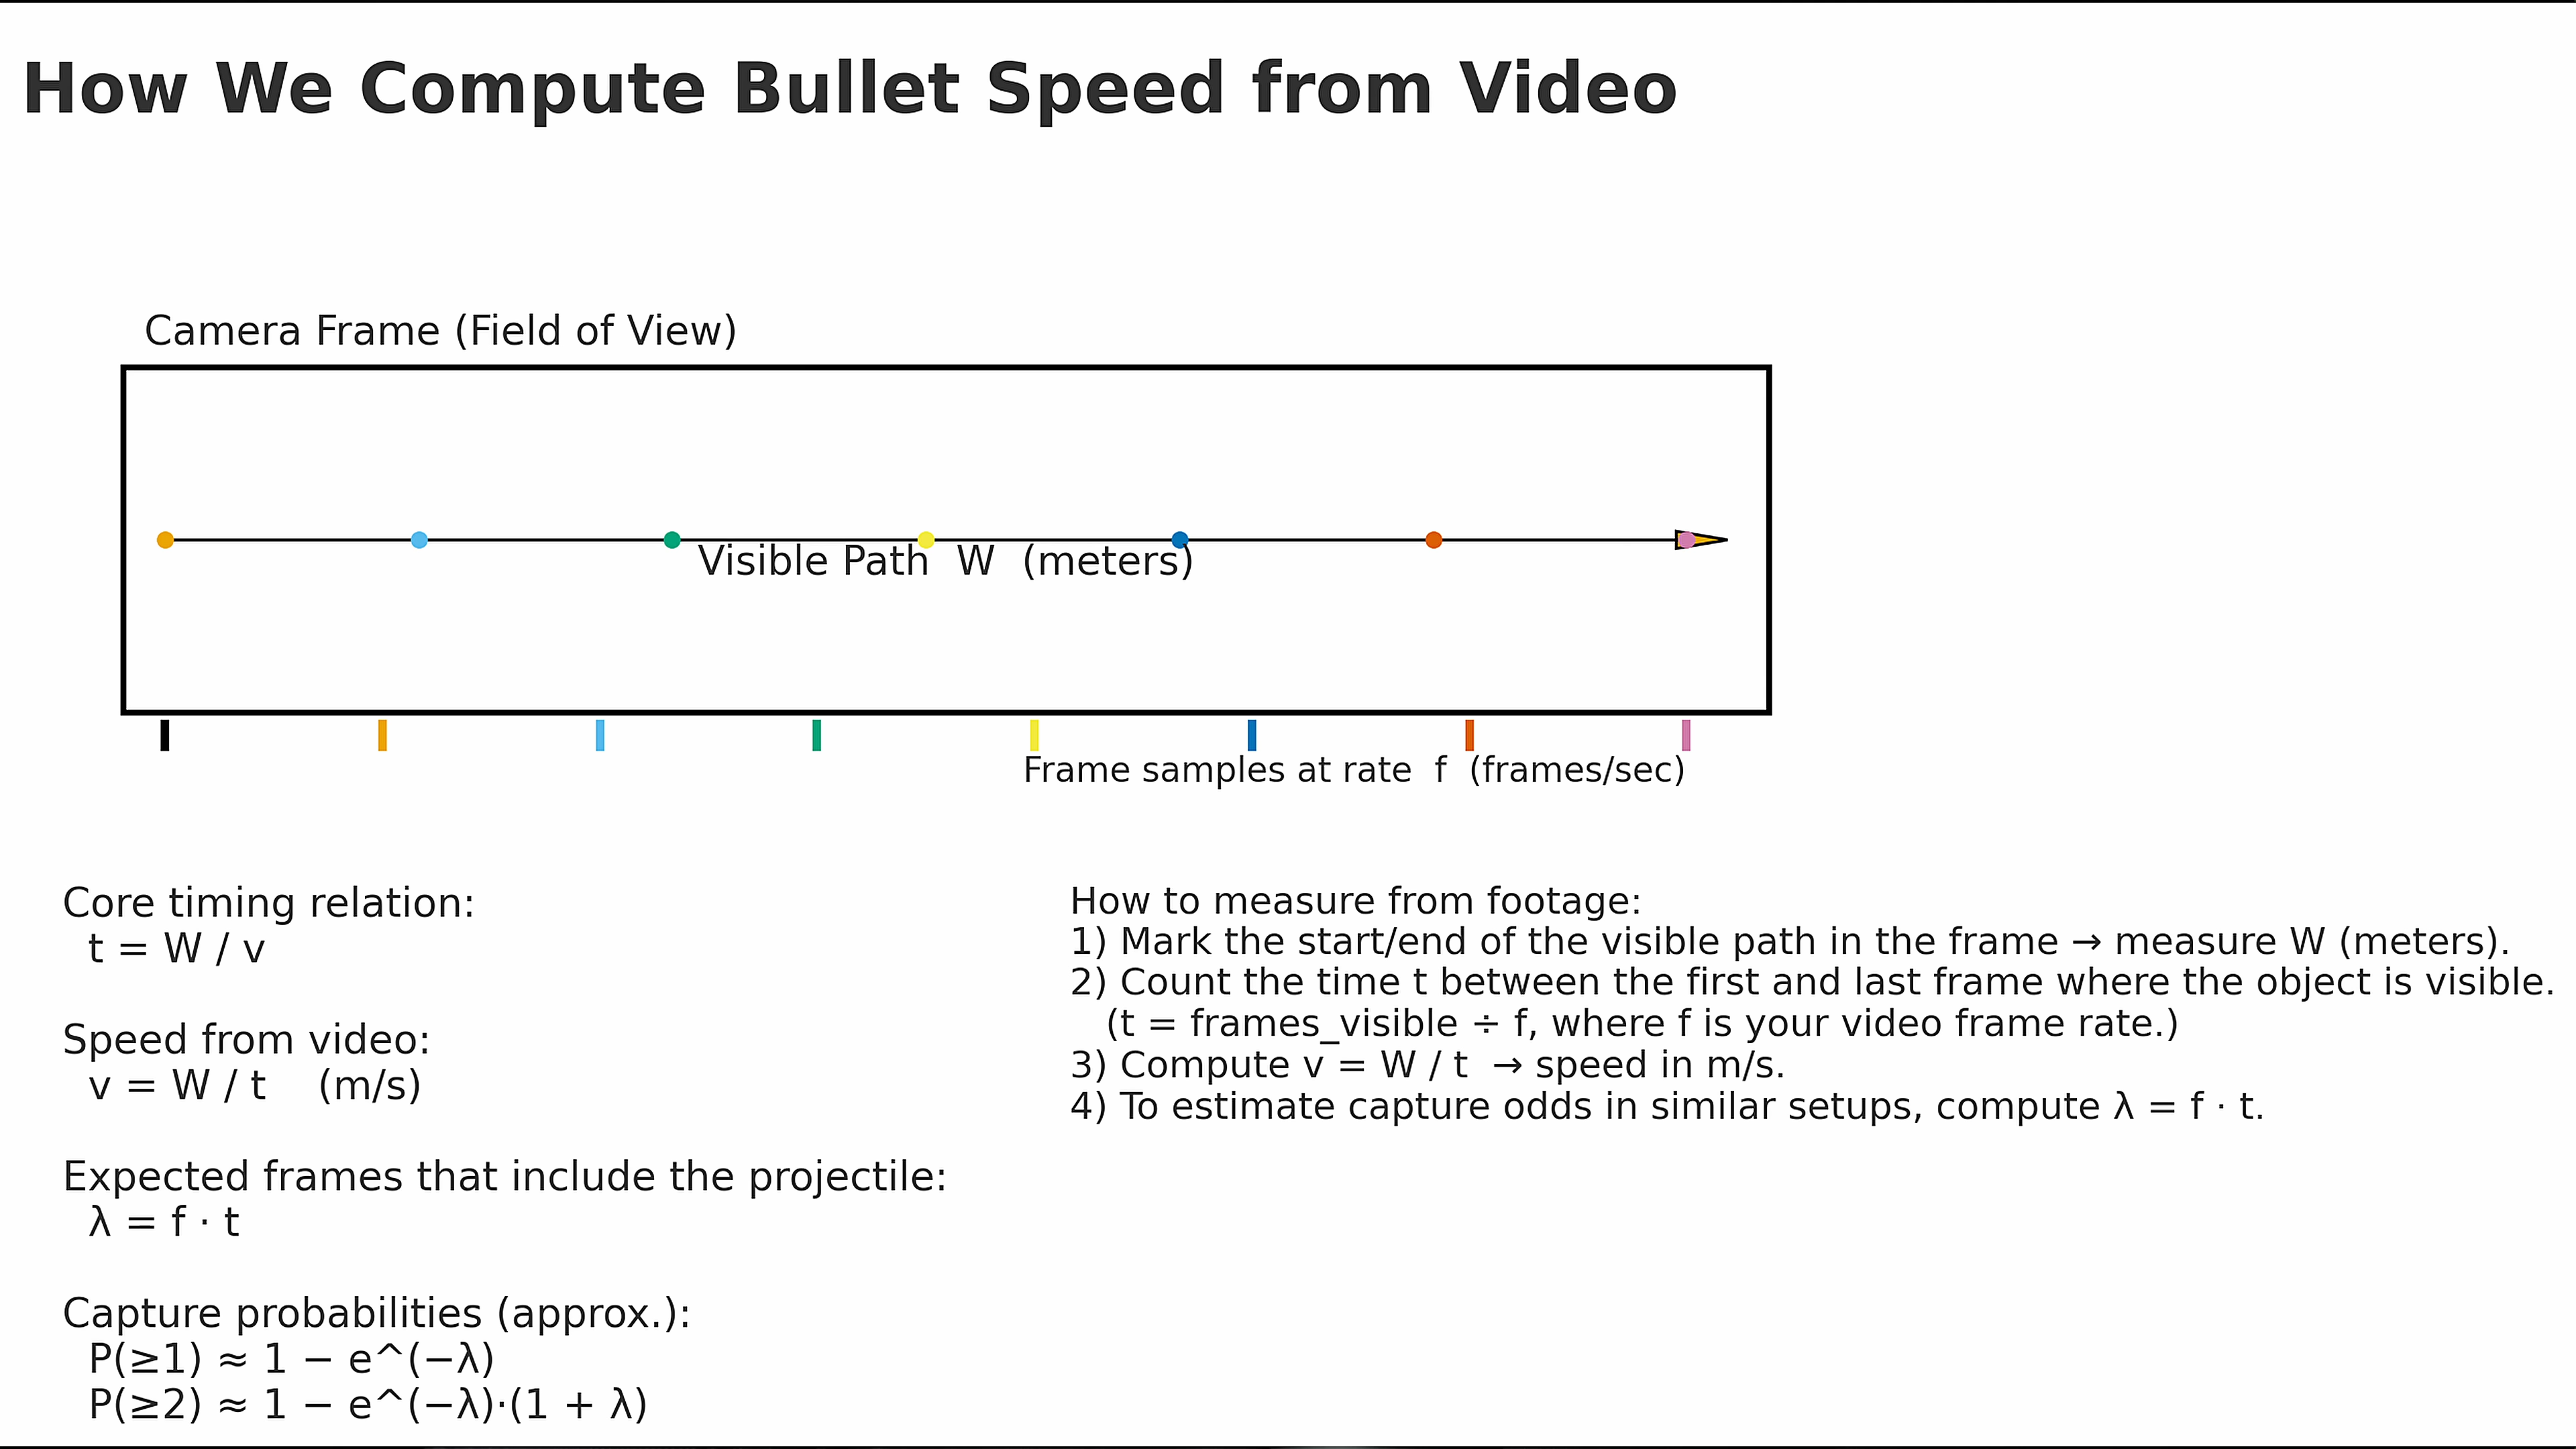 How We Compute Bullet Speed from Video
Camera Frame (Field of View)
Visible Path W (meters)
Frame samples at rate f (frames/sec)
Core timing relation:
t = W / v
Speed from video:
v = W / t (m/s)
Expected frames that include the projectile:
λ = f · t
Capture probabilities (approx.):
P(≥1) ≈ 1 − e^(−λ)
P(≥2) ≈ 1 − e^(−λ)·(1 + λ)
How to measure from footage:
1) Mark the start/end of the visible path in the frame → measure W (meters).
2) Count the time t between the first and last frame where the object is visible.
(t = frames_visible ÷ f, where f is your video frame rate.)
3) Compute v = W / t → speed in m/s.
4) To estimate capture odds in similar setups, compute λ = f · t.